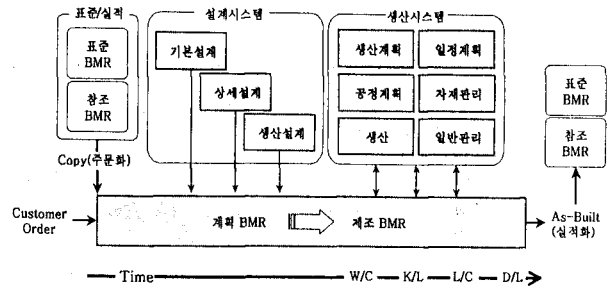 표준/실적
표준
BMR
참조
BMR
Copy(주문화)
설계시스템
기본설계
상세설계
생산설계
생산시스템
생산계획
일정계획
공정계획
자재관리
생산
일반관리
표준
BMR
참조
BMR
Customer
Order
계획 BMR
제조 BMR
As-Built
(실적화)
Time
W/C
K/L
L/C
D/L